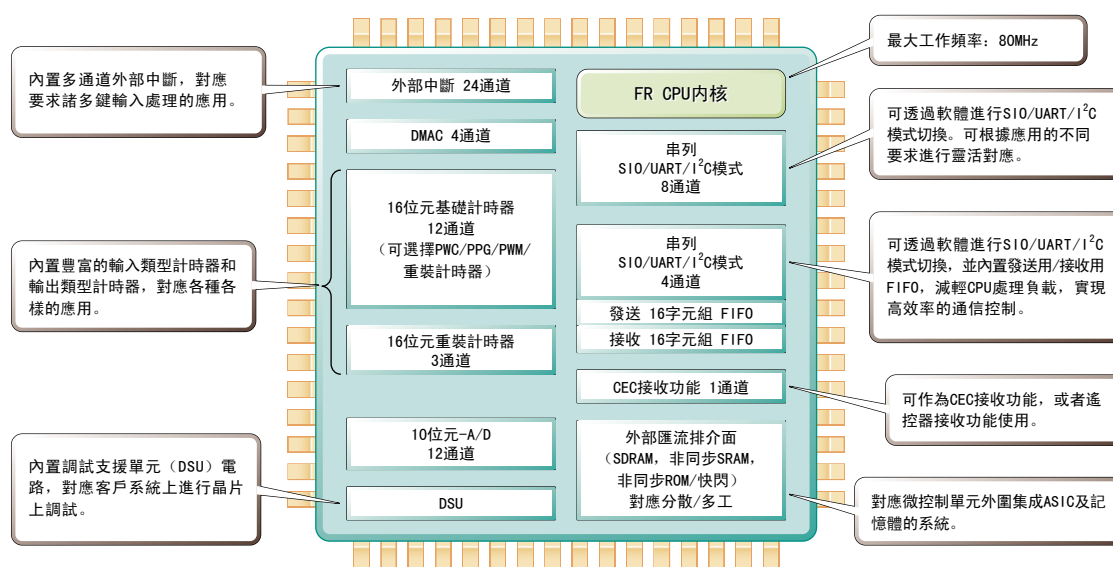 內置多通道外部中斷，對應
要求諸多鍵輸入處理的應用。
內置豐富的輸入類型計時器和
輸出類型計時器，對應各種各
樣的應用。
內置調試支援單元（DSU）電
路，對應客戶系統上進行晶片
上調試。
外部中斷 24通道
DMAC 4通道
16位元基礎計時器
12通道
（可選擇PWC/PPG/PWM/
重裝計時器）
16位元重裝計時器
3通道
10位元-A/D
12通道
DSU
FR CPU内核
串列
SIO/UART/I²C模式
8通道
串列
SIO/UART/I²C模式
4通道
發送 16字元組 FIFO
接收 16字元組 FIFO
CEC接收功能 1通道
外部匯流排介面
（SDRAM，非同步SRAM，
非同步ROM/快閃）
對應分散/多工
最大工作頻率：80MHz
可透過軟體進行SIO/UART/I²C
模式切換。可根據應用的不同
要求進行靈活對應。
可透過軟體進行SIO/UART/I²C
模式切換，並內置發送用/接收用
FIFO，減輕CPU處理負載，實現
高效率的通信控制。
可作為CEC接收功能，或者遙
控器接收功能使用。
對應微控制單元外圍集成ASIC及記
憶體的系統。